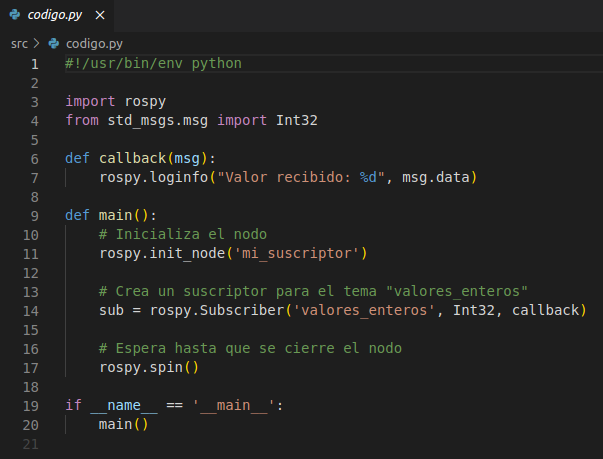 codigo.py
src > codigo.py
1 #!/usr/bin/env python
2
3 import rospy
4 from std_msgs.msg import Int32
5
6 def callback(msg):
7     rospy.loginfo("Valor recibido: %d", msg.data)
8
9 def main():
10     # Inicializa el nodo
11     rospy.init_node('mi_suscriptor')
12
13     # Crea un suscriptor para el tema "valores_enteros"
14     sub = rospy.Subscriber('valores_enteros', Int32, callback)
15
16     # Espera hasta que se cierre el nodo
17     rospy.spin()
18
19 if __name__ == '__main__':
20     main()
21